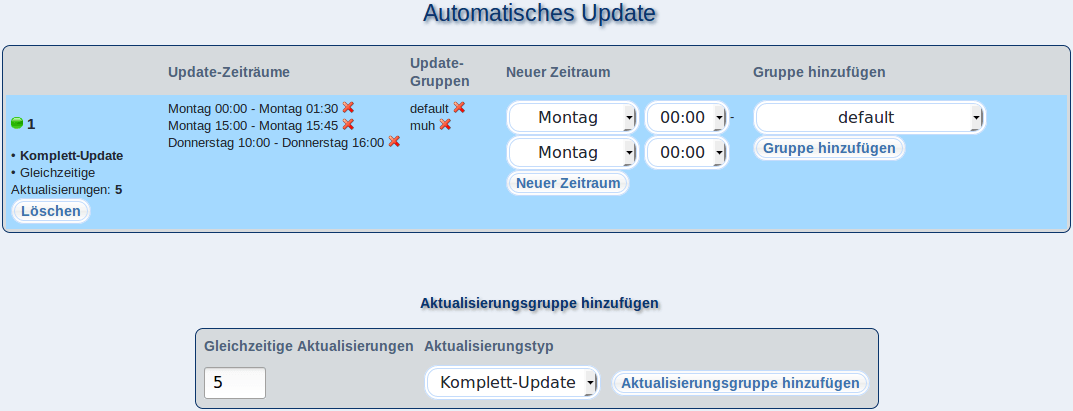 Automatisches Update
Update-Zeiträume
Update-
Gruppen
Neuer Zeitraum
Gruppe hinzufügen
1
• Komplett-Update
• Gleichzeitige
Aktualisierungen: 5
Löschen
Montag 00:00 - Montag 01:30
Montag 15:00 - Montag 15:45
Donnerstag 10:00 - Donnerstag 16:00
default
muh
Montag 00:00 -
Montag 00:00
Neuer Zeitraum
default
Gruppe hinzufügen
Aktualisierungsgruppe hinzufügen
Gleichzeitige Aktualisierungen Aktualisierungstyp
5 Komplett-Update Aktualisierungsgruppe hinzufügen